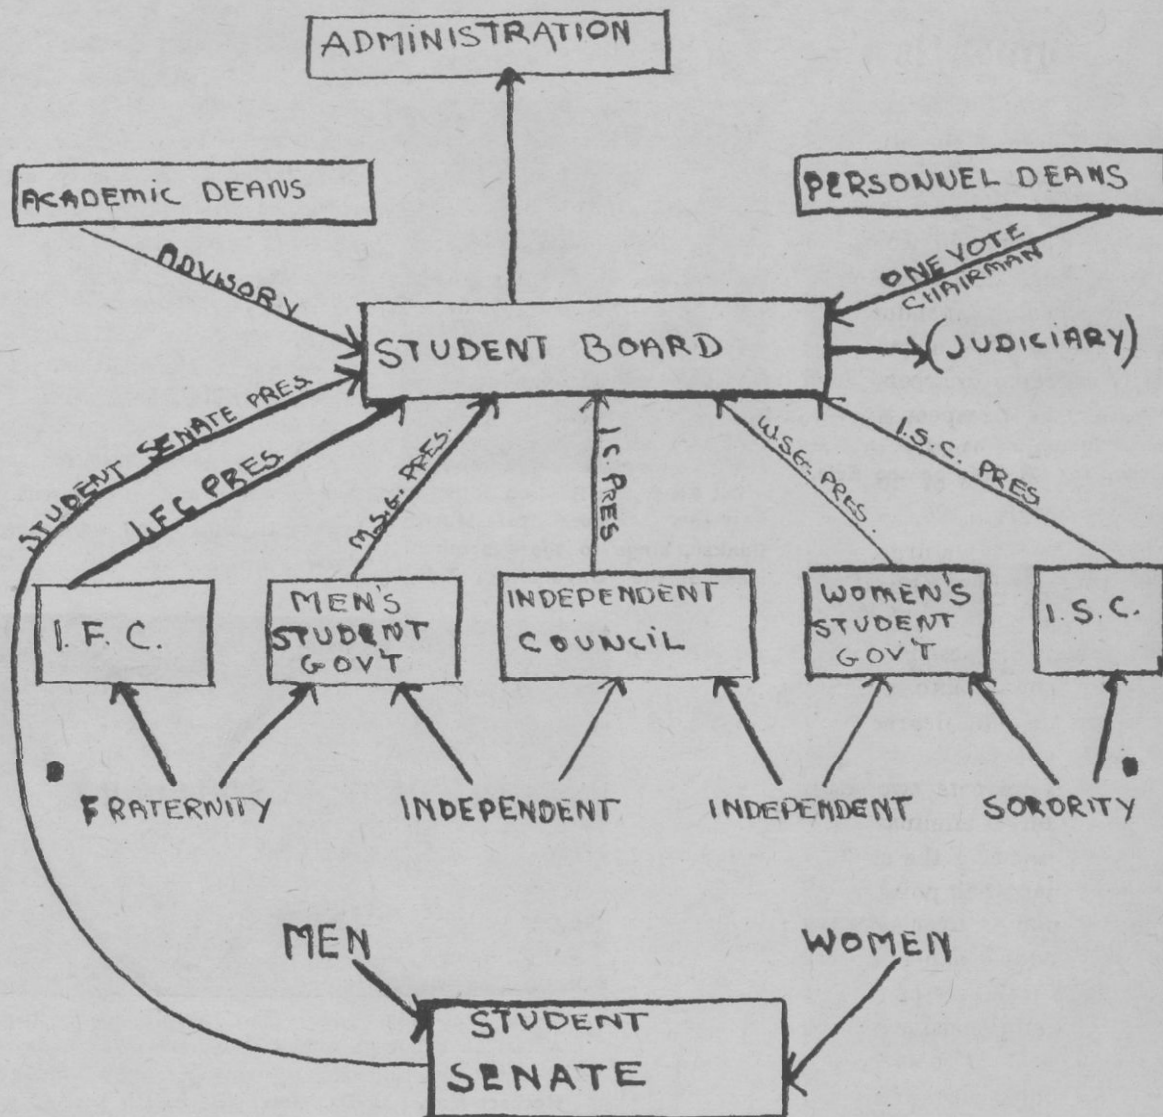 ADMINISTRATION
ACADEMIC DEANS
PERSONNEL DEANS
ADVISORY
ONE VOTE
CHAIRMAN
STUDENT BOARD
(JUDICIARY)
STUDENT SENATE PRES.
I.F.C PRES
M.S.G. PRES.
I.C. PRES
W.S.G. PRES.
I.S.C. PRES
I.F.C.
MEN'S
STUDENT
GOV'T
INDEPENDENT
COUNCIL
WOMEN'S
STUDENT
GOV'T
I.S.C.
FRATERNITY
INDEPENDENT
INDEPENDENT
SORORITY
MEN
WOMEN
STUDENT
SENATE